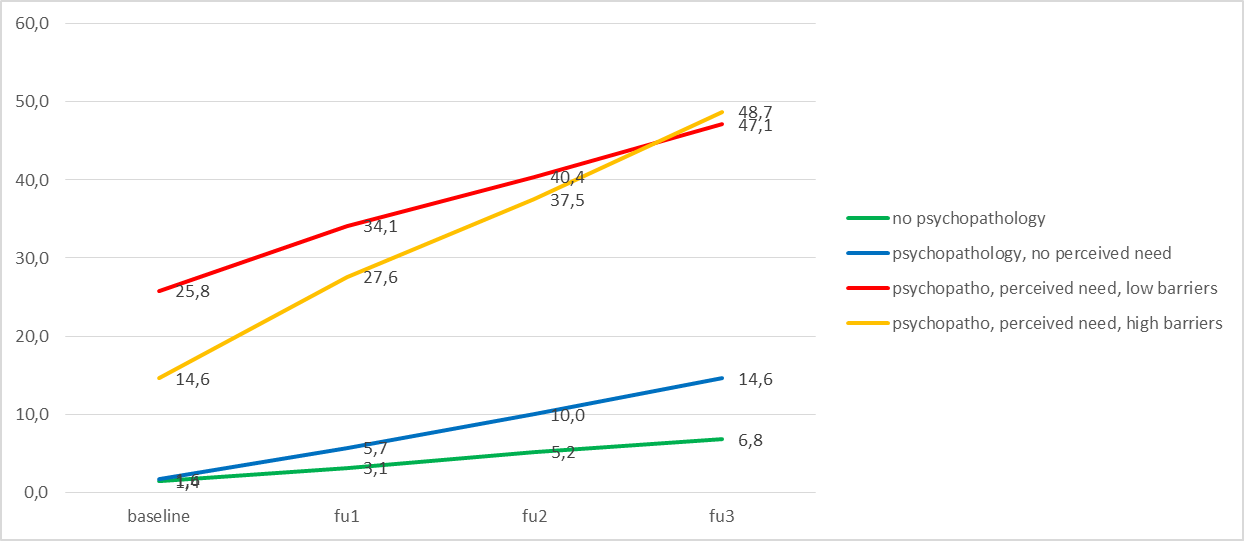 60,0
50,0
40,0
30,0
20,0
10,0
0,0
baseline
fu1
fu2
fu3
25,8
34,1
40,4
47,1
14,6
27,6
37,5
48,7
5,7
10,0
14,6
3,1
5,2
6,8
no psychopathology
psychopathology, no perceived need
psychopatho, perceived need, low barriers
psychopatho, perceived need, high barriers